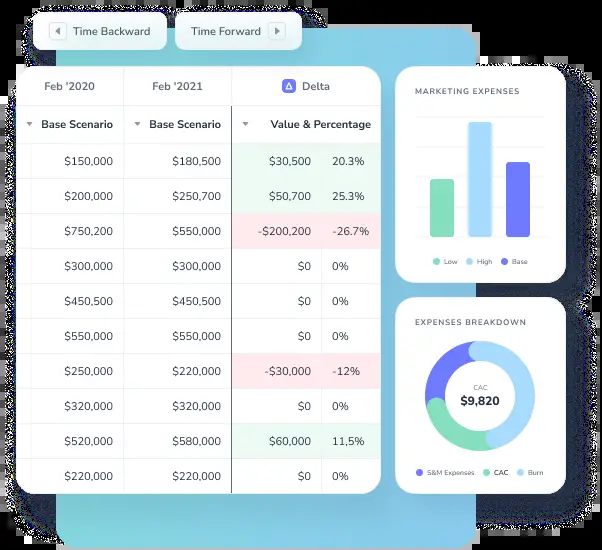 Time Backward
Time Forward
Feb '2020 Feb '2021 Delta
Base Scenario Base Scenario Value & Percentage
$150,000 $180,500 $30,500 20.3%
$200,000 $250,700 $50,700 25.3%
$750,200 $550,000 -$200,200 -26.7%
$300,000 $300,000 $0 0%
$450,500 $450,500 $0 0%
$550,000 $550,000 $0 0%
$250,000 $220,000 -$30,000 -12%
$320,000 $320,000 $0 0%
$520,000 $580,000 $60,000 11,5%
$220,000 $220,000 $0 0%
MARKETING EXPENSES
Low High Base
EXPENSES BREAKDOWN
CAC
$9,820
S&M Expenses CAC Burn